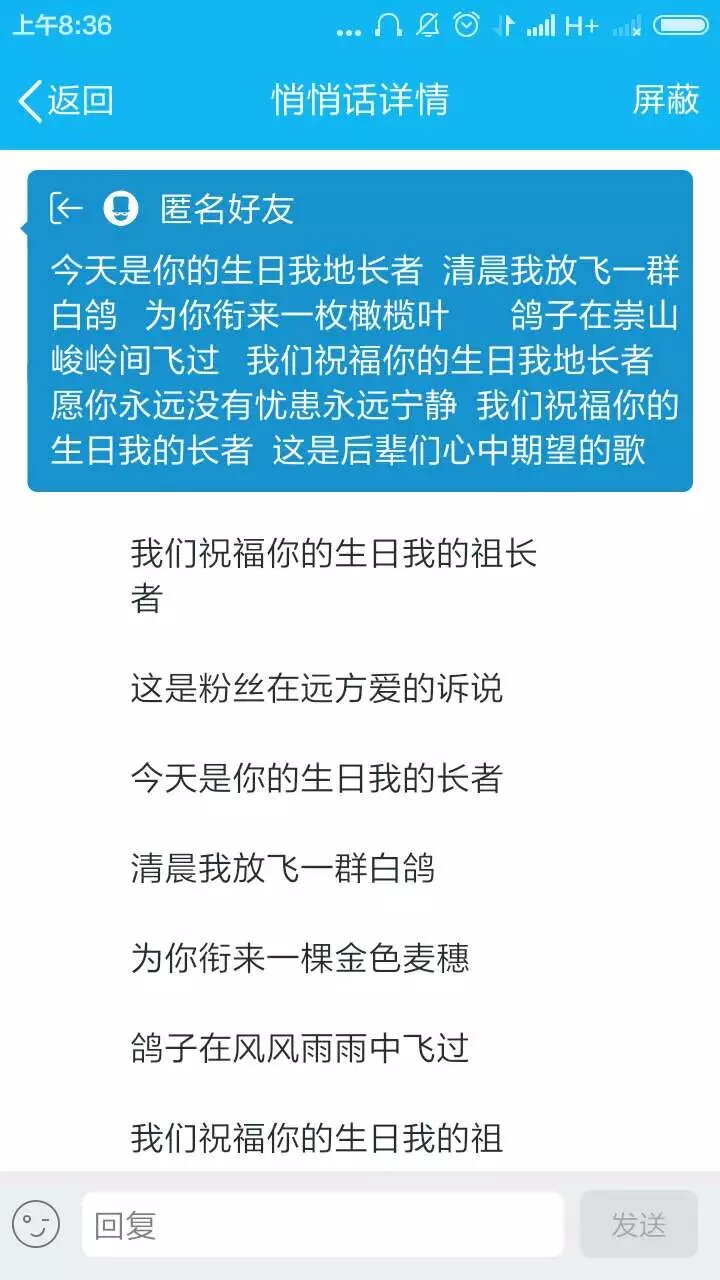 上午8:36
... H+
返回 悄悄话详情 屏蔽
匿名好友
今天是你的生日我地长者 清晨我放飞一群
白鸽 为你衔来一枚橄榄叶 鸽子在崇山
峻岭间飞过 我们祝福你的生日我地长者
愿你永远没有忧患永远宁静 我们祝福你的
生日我的长者 这是后辈们心中期望的歌
我们祝福你的生日我的祖长
者
这是粉丝在远方爱的诉说
今天是你的生日我的长者
清晨我放飞一群白鸽
为你衔来一棵金色麦穗
鸽子在风风雨雨中飞过
我们祝福你的生日我的祖
回复 发送